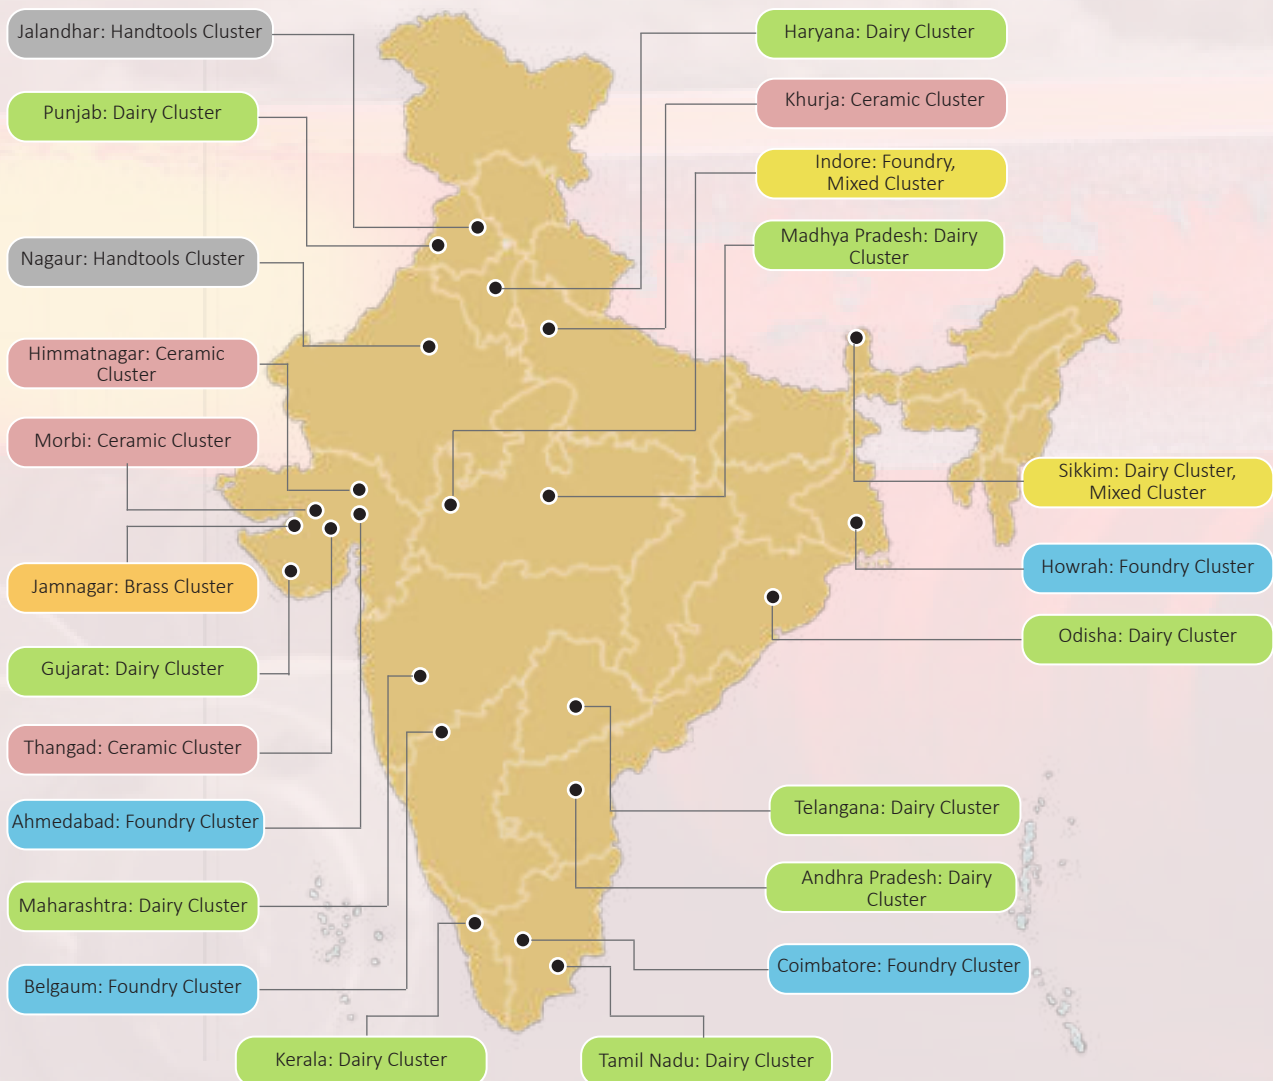 Jalandhar: Handtools Cluster
Punjab: Dairy Cluster
Nagaur: Handtools Cluster
Himmatnagar: Ceramic
Cluster
Morbi: Ceramic Cluster
Jamnagar: Brass Cluster
Gujarat: Dairy Cluster
Thangad: Ceramic Cluster
Ahmedabad: Foundry Cluster
Maharashtra: Dairy Cluster
Belgaum: Foundry Cluster
Kerala: Dairy Cluster
Haryana: Dairy Cluster
Khurja: Ceramic Cluster
Indore: Foundry,
Mixed Cluster
Madhya Pradesh: Dairy
Cluster
Sikkim: Dairy Cluster,
Mixed Cluster
Howrah: Foundry Cluster
Odisha: Dairy Cluster
Telangana: Dairy Cluster
Andhra Pradesh: Dairy
Cluster
Coimbatore: Foundry Cluster
Tamil Nadu: Dairy Cluster